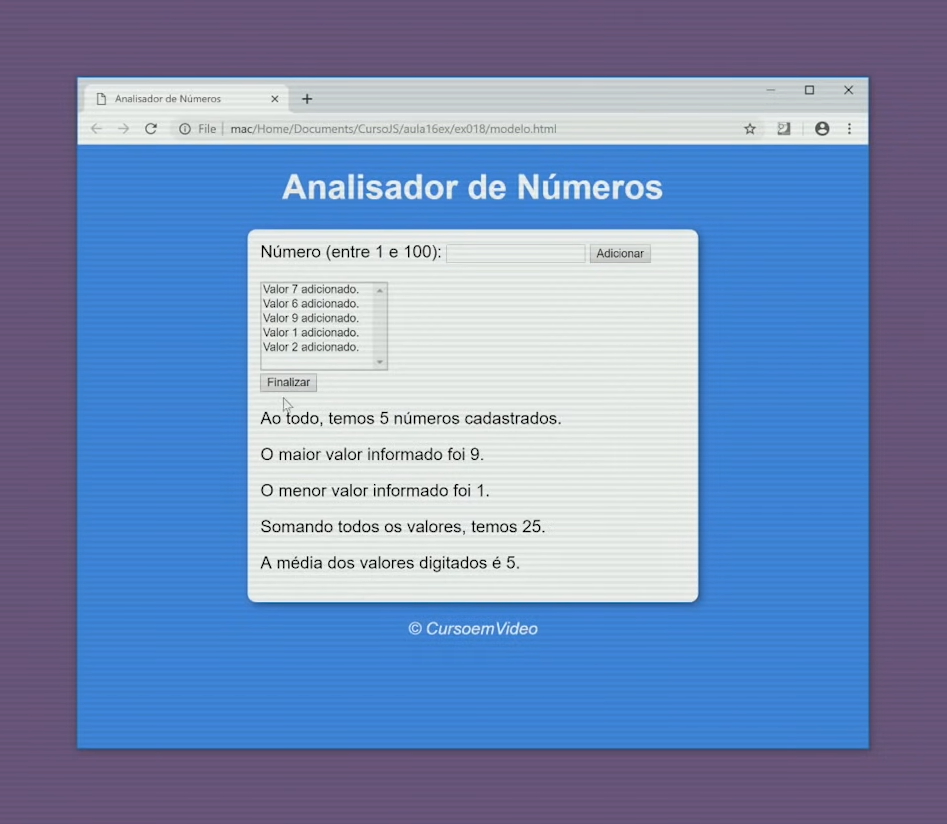 Analisador de Números
File | mac/Home/Documents/CursoJS/aula16ex/ex018/modelo.html
Analisador de Números
Número (entre 1 e 100): Adicionar
Valor 7 adicionado.
Valor 6 adicionado.
Valor 9 adicionado.
Valor 1 adicionado.
Valor 2 adicionado.
Finalizar
Ao todo, temos 5 números cadastrados.
O maior valor informado foi 9.
O menor valor informado foi 1.
Somando todos os valores, temos 25.
A média dos valores digitados é 5.
© CursoemVideo